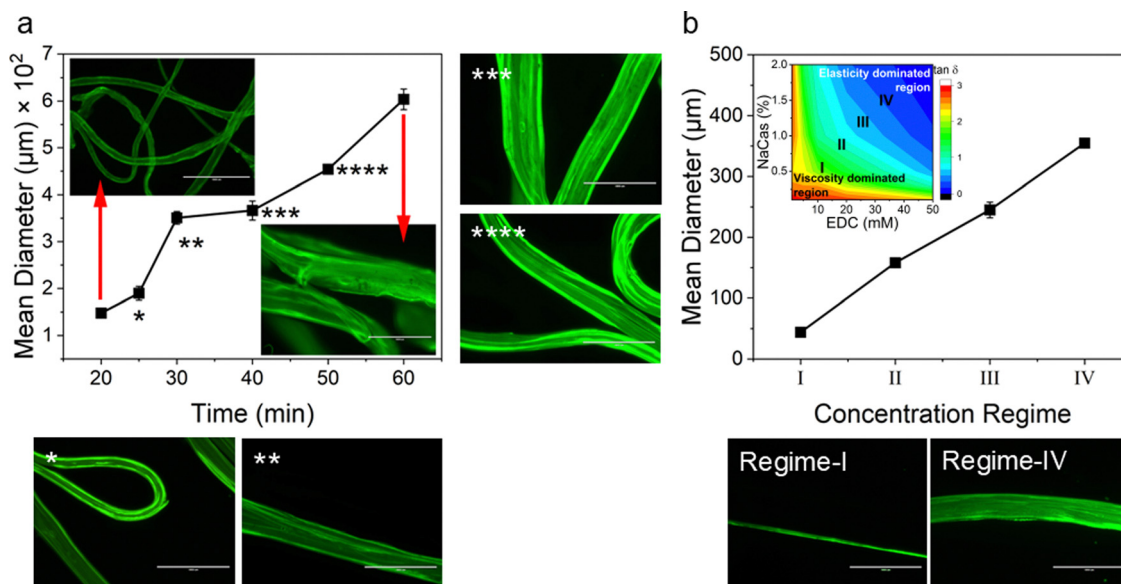 a
Mean Diameter (μm) × 10²
7
6
5
4
3
2
1
20
30
40
50
60
Time (min)
*
**
***
****
***
****
*
**
b
Mean Diameter (μm)
500
400
300
200
100
0
I
II
III
IV
Concentration Regime
NaCas (%)
2.0
1.5
1.0
0.5
10
20
30
40
50
EDC (mM)
Elasticity dominated
region
Viscosity dominated
region
I
II
III
IV
tan δ
3
2
1
0
Regime-I
Regime-IV